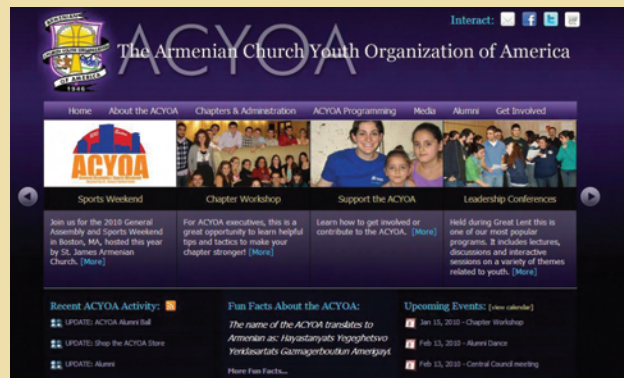 ARMENIAN
CHURCH YOUTH ORGANIZATION
OF AMERICA
1946
ACYOA
The Armenian Church Youth Organization of America
Interact:
Home About the ACYOA Chapters & Administration ACYOA Programming Media Alumni Get Involved
ACYOA
Sports Weekend
Join us for the 2010 General
Assembly and Sports Weekend
in Boston, MA, hosted this year
by St. James Armenian
Church. [More]
Chapter Workshop
For ACYOA executives, this is a
great opportunity to learn helpful
tips and tactics to make your
chapter stronger! [More]
Support the ACYOA
Learn how to get involved or
contribute to the ACYOA. [More]
Leadership Conferences
Held during Great Lent this is
one of our most popular
programs. It includes lectures,
discussions and interactive
sessions on a variety of themes
related to youth. [More]
Recent ACYOA Activity:
UPDATE: ACYOA Alumni Ball
UPDATE: Shop the ACYOA Store
UPDATE: Alumni
Fun Facts About the ACYOA:
The name of the ACYOA translates to
Armenian as: Hayastanyats Yegeghetsvo
Yeridasartats Gazmagerboutiun Amerigayi.
More Fun Facts...
Upcoming Events: [view calendar]
Jan 15, 2010 - Chapter Workshop
Feb 13, 2010 - Alumni Dance
Feb 13, 2010 - Central Council meeting